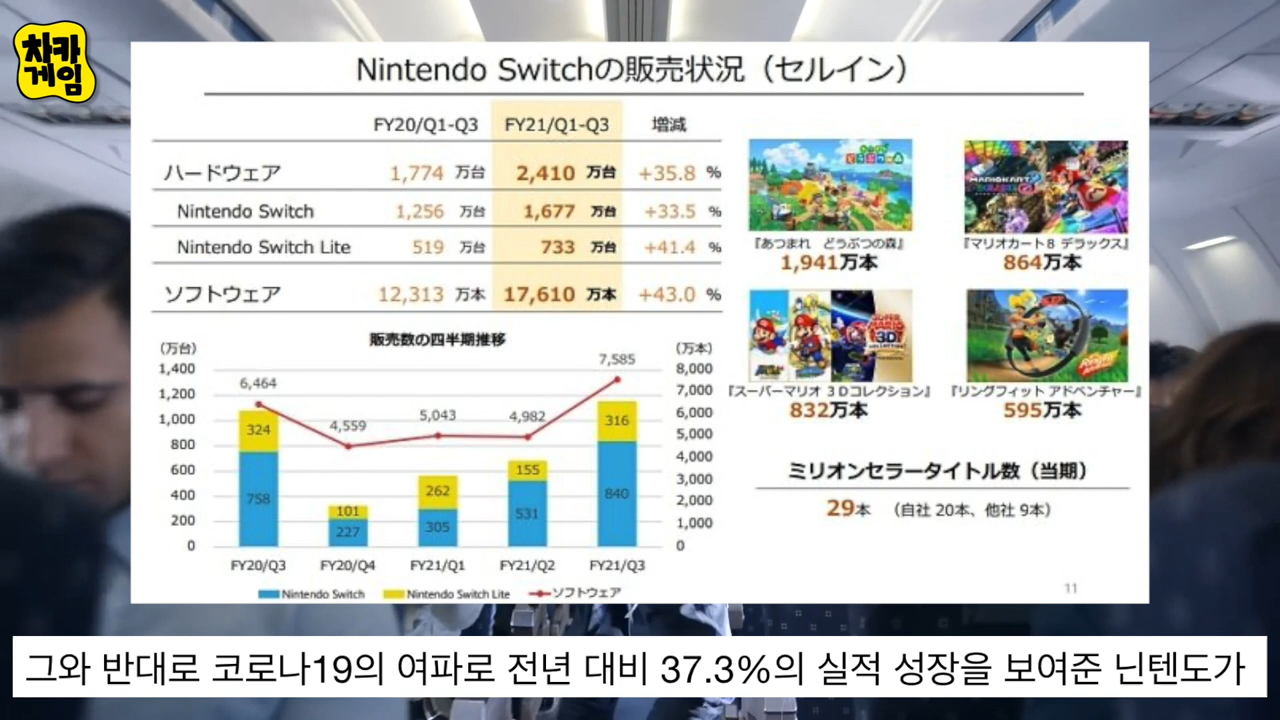 차카
게임
Nintendo Switchの販売状況（セルイン）
FY20/Q1-Q3 FY21/Q1-Q3 増減
ハードウェア 1,774 万台 2,410 万台 +35.8 %
Nintendo Switch 1,256 万台 1,677 万台 +33.5 %
Nintendo Switch Lite 519 万台 733 万台 +41.4 %
ソフトウェア 12,313 万本 17,610 万本 +43.0 %
販売数の四半期推移
(万台) (万本)
1,400
1,200
1,000
800
600
400
200
0
8,000
7,000
6,000
5,000
4,000
3,000
2,000
1,000
0
6,464 4,559 5,043 4,982 7,585
324 101 262 155 316
758 227 305 531 840
FY20/Q3 FY20/Q4 FY21/Q1 FY21/Q2 FY21/Q3
Nintendo Switch Nintendo Switch Lite ソフトウェア
MARIOKART 8
『あつまれ どうぶつの森』
1,941万本
『マリオカート８ デラックス』
864万本
SUPER
MARIO
3D
COLLECTION
『スーパーマリオ ３Ｄコレクション』
832万本
『リングフィット アドベンチャー』
595万本
ミリオンセラータイトル数（当期）
29本 （自社 20本、他社 9本）
11
그와 반대로 코로나19의 여파로 전년 대비 37.3%의 실적 성장을 보여준 닌텐도가